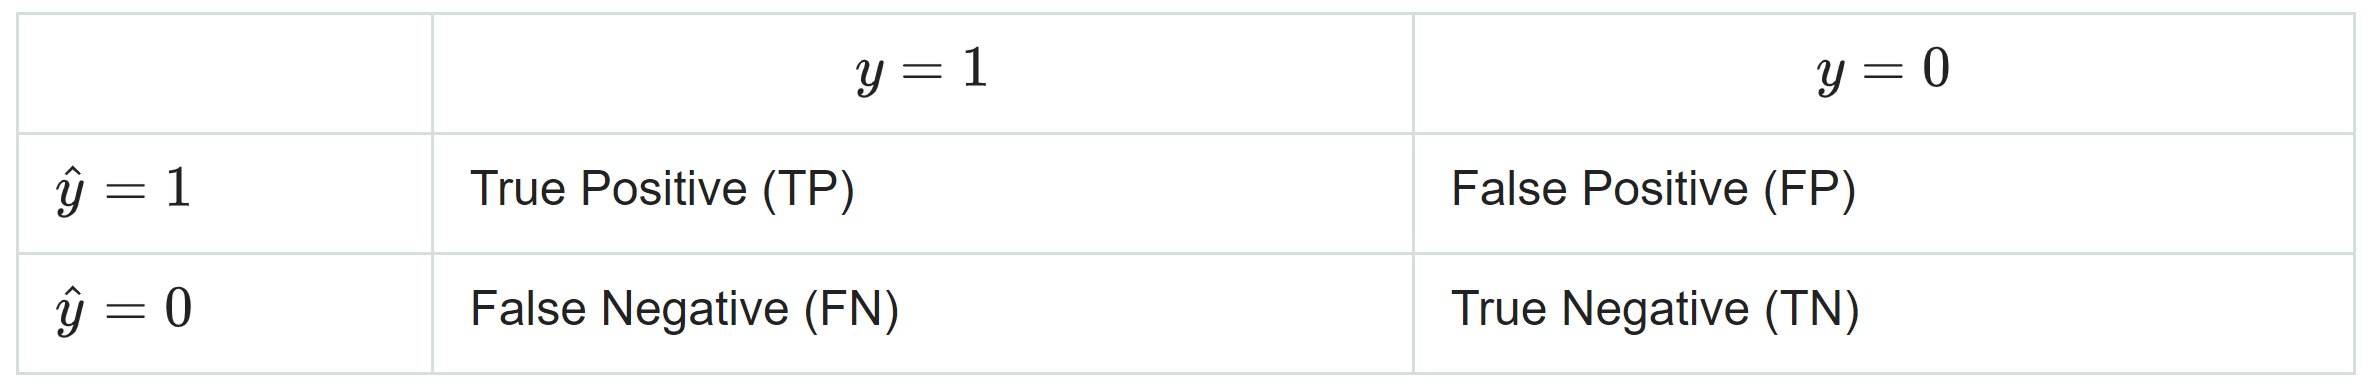 y = 1 y = 0
ŷ = 1 True Positive (TP) False Positive (FP)
ŷ = 0 False Negative (FN) True Negative (TN)